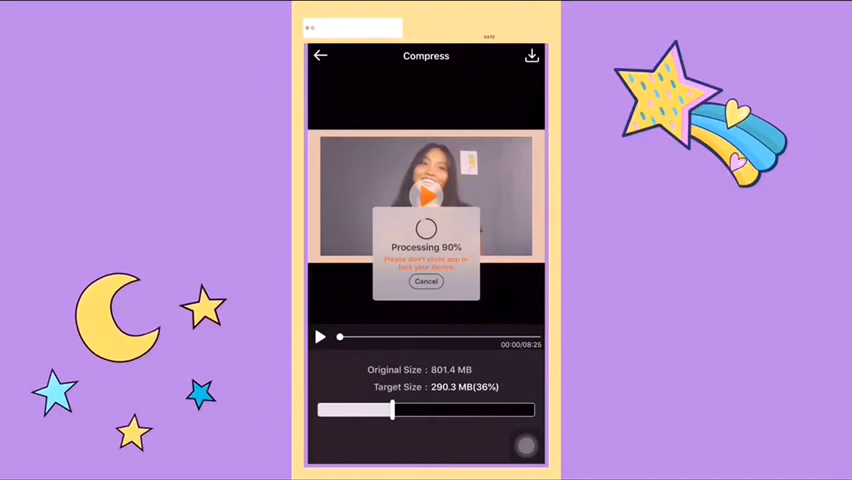 RATE
Compress
Processing 90%
Please don't close app or
lock your device.
Cancel
00:00/08:25
Original Size : 801.4 MB
Target Size : 290.3 MB(36%)